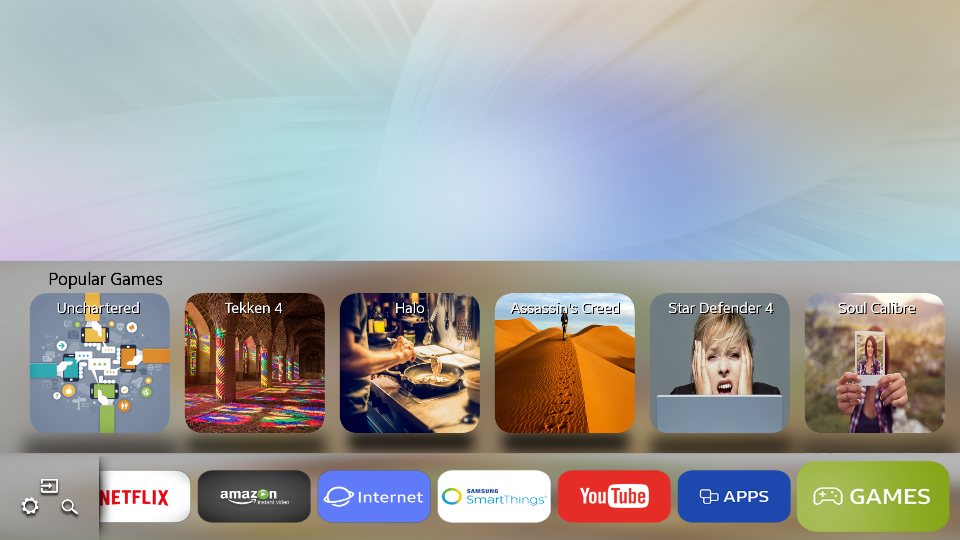 Popular Games
Uncharted
Tekken 4
Halo
Assassin's Creed
Star Defender 4
Soul Calibre
NETFLIX
amazon
instant video
Internet
SAMSUNG
SmartThings
YouTube
APPS
GAMES